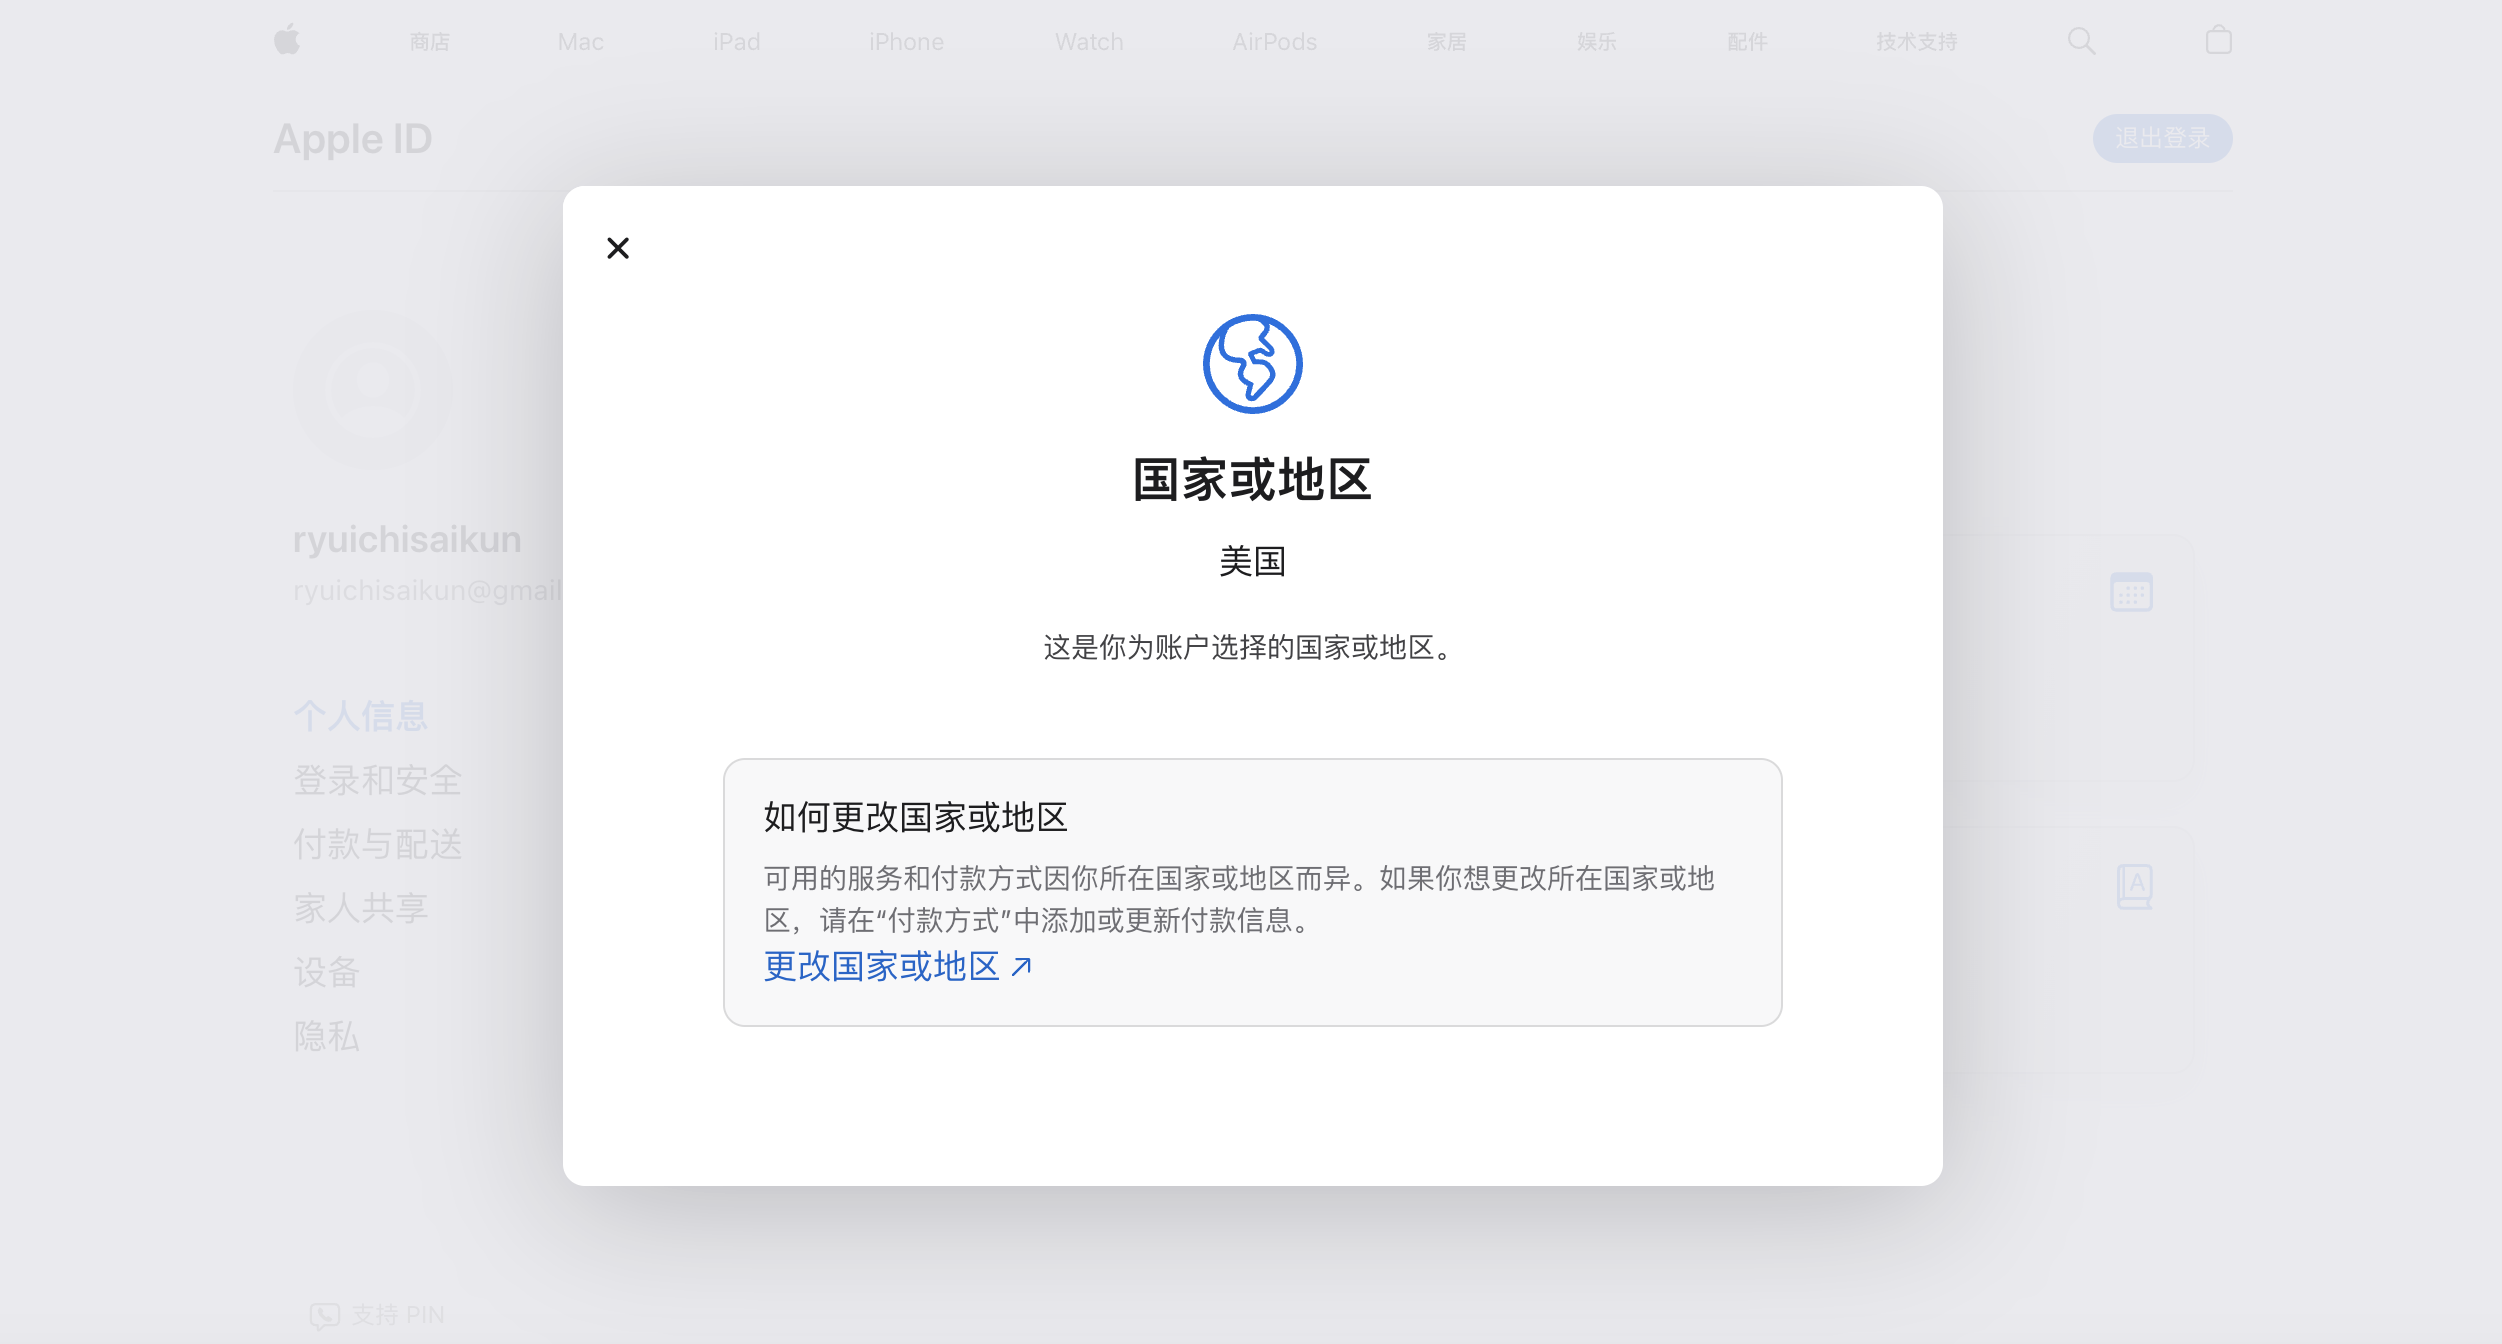 商店 Mac iPad iPhone Watch AirPods 家居 娱乐 配件 技术支持
Apple ID
退出登录
国家或地区
美国
这是你为账户选择的国家或地区。
如何更改国家或地区
可用的服务和付款方式因你所在国家或地区而异。如果你想更改所在国家或地
区，请在“付款方式”中添加或更新付款信息。
更改国家或地区
ryuichisaikun
ryuichisaikun@gmail
个人信息
登录和安全
付款与配送
家人共享
设备
隐私
支持 PIN